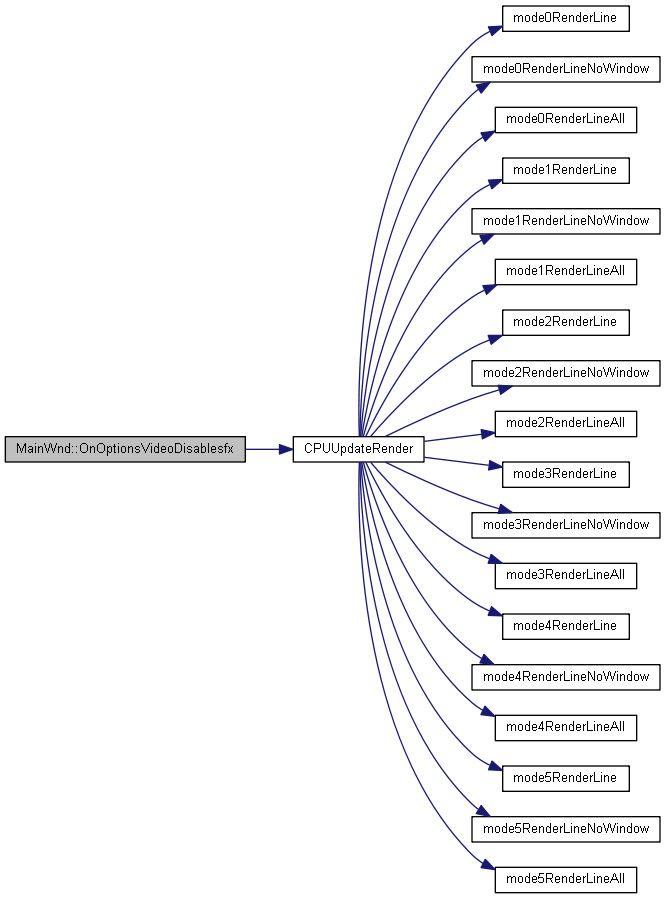 mode0RenderLine
mode0RenderLineNoWindow
mode0RenderLineAll
mode1RenderLine
mode1RenderLineNoWindow
mode1RenderLineAll
mode2RenderLine
mode2RenderLineNoWindow
mode2RenderLineAll
MainWnd::OnOptionsVideoDisablesfx
CPUUpdateRender
mode3RenderLine
mode3RenderLineNoWindow
mode3RenderLineAll
mode4RenderLine
mode4RenderLineNoWindow
mode4RenderLineAll
mode5RenderLine
mode5RenderLineNoWindow
mode5RenderLineAll